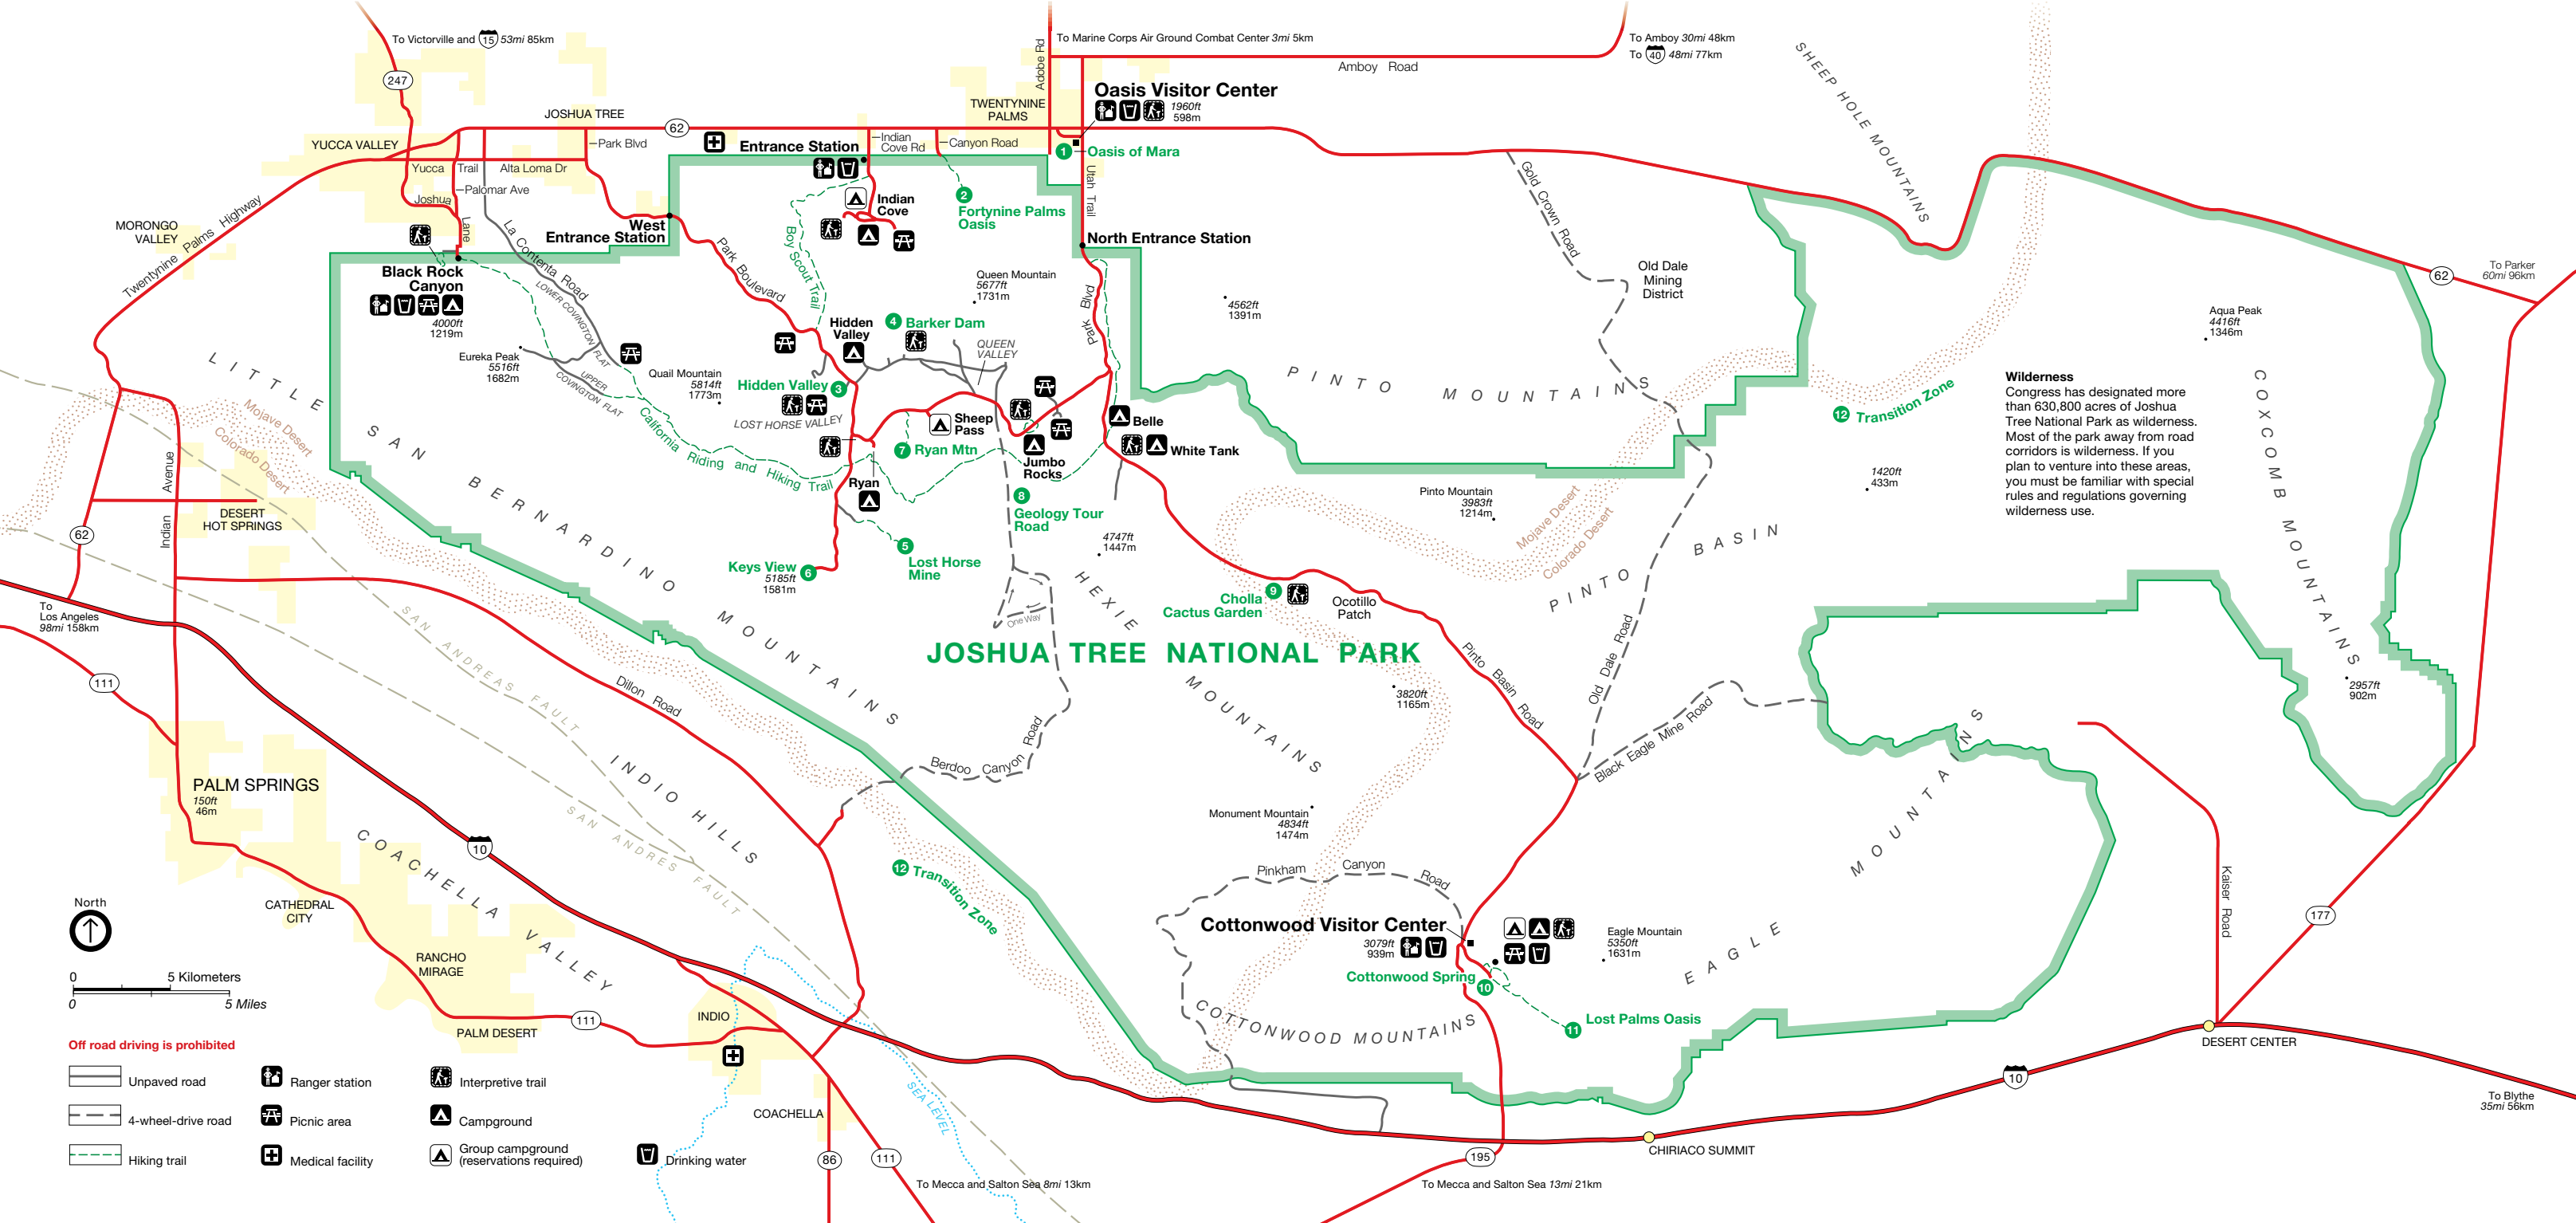 To Victorville and 15 53mi 85km
247
To Marine Corps Air Ground Combat Center 3mi 5km
Adobe Rd
Amboy Road
To Amboy 30mi 48km
To 40 48mi 77km
SHEEP HOLE MOUNTAINS
Oasis Visitor Center
1960ft
598m
TWENTYNINE
PALMS
JOSHUA TREE
62
YUCCA VALLEY
Park Blvd
Entrance Station
Indian
Cove Rd
Canyon Road
1 Oasis of Mara
Utah Trail
Yucca Trail
Alta Loma Dr
Palomar Ave
Joshua
Lane
La Contenta Road
MORONGO
VALLEY
Twentynine Palms Highway
West
Entrance Station
Indian
Cove
2
Fortynine Palms
Oasis
North Entrance Station
Gold Crown Road
Old Dale
Mining
District
62
To Parker
60mi 96km
Black Rock
Canyon
4000ft
1219m
LOWER COVINGTON FLAT
UPPER
COVINGTON FLAT
Eureka Peak
5516ft
1682m
Park Boulevard
Boy Scout Trail
Queen Mountain
5677ft
1731m
Park Blvd
4562ft
1391m
Aqua Peak
4416ft
1346m
Hidden
Valley
4 Barker Dam
QUEEN
VALLEY
Quail Mountain
5814ft
1773m
Hidden Valley 3
LOST HORSE VALLEY
Sheep
Pass
7 Ryan Mtn
Jumbo
Rocks
Belle
White Tank
PINTO MOUNTAINS
12 Transition Zone
Wilderness
Congress has designated more
than 630,800 acres of Joshua
Tree National Park as wilderness.
Most of the park away from road
corridors is wilderness. If you
plan to venture into these areas,
you must be familiar with special
rules and regulations governing
wilderness use.
COXCOMB MOUNTAINS
LITTLE SAN BERNARDINO MOUNTAINS
Mojave Desert
Colorado Desert
California Riding and Hiking Trail
Ryan
8
Geology Tour
Road
Pinto Mountain
3983ft
1214m
Mojave Desert
Colorado Desert
1420ft
433m
PINTO BASIN
Indian Avenue
DESERT
HOT SPRINGS
62
5
Lost Horse
Mine
Keys View 6
5185ft
1581m
4747ft
1447m
One Way
HEXIE MOUNTAINS
9
Cholla
Cactus Garden
Ocotillo
Patch
To
Los Angeles
98mi 158km
111
SAN ANDREAS FAULT
Dillon Road
JOSHUA TREE NATIONAL PARK
Pinto Basin Road
Old Dale Road
Black Eagle Mine Road
3820ft
1165m
2957ft
902m
Berdoo Canyon Road
INDIO HILLS
PALM SPRINGS
150ft
46m
10
COACHELLA VALLEY
SAN ANDRES FAULT
Monument Mountain
4834ft
1474m
12 Transition Zone
Pinkham Canyon Road
Cottonwood Visitor Center
3079ft
939m
Cottonwood Spring
10
Eagle Mountain
5350ft
1631m
EAGLE MOUNTAINS
11 Lost Palms Oasis
COTTONWOOD MOUNTAINS
Kaiser Road
177
DESERT CENTER
10
To Blythe
35mi 56km
CHIRIACO SUMMIT
195
To Mecca and Salton Sea 13mi 21km
CATHEDRAL
CITY
RANCHO
MIRAGE
PALM DESERT
111
INDIO
COACHELLA
SEA LEVEL
86
111
To Mecca and Salton Sea 8mi 13km
North
0 5 Kilometers
0 5 Miles
Off road driving is prohibited
Unpaved road
4-wheel-drive road
Hiking trail
Ranger station
Picnic area
Medical facility
Interpretive trail
Campground
Group campground
(reservations required)
Drinking water